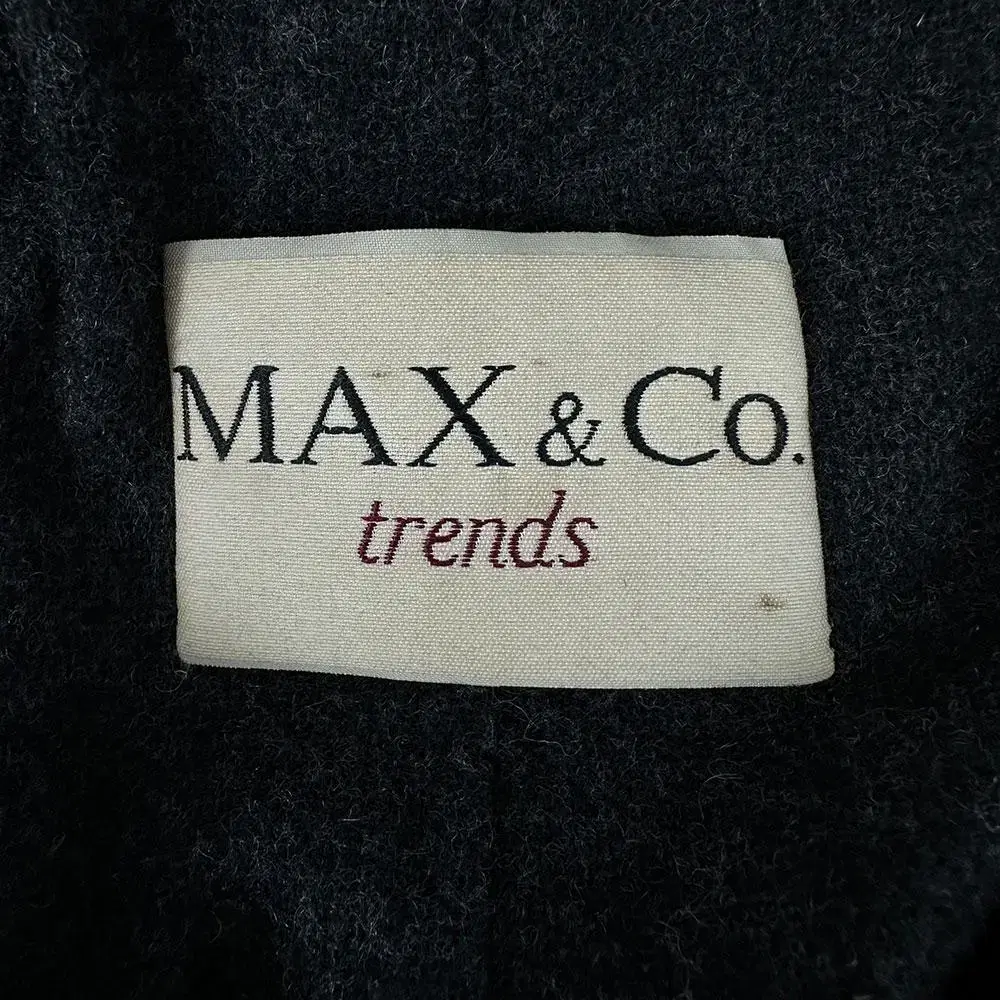 MAX & Co.
trends